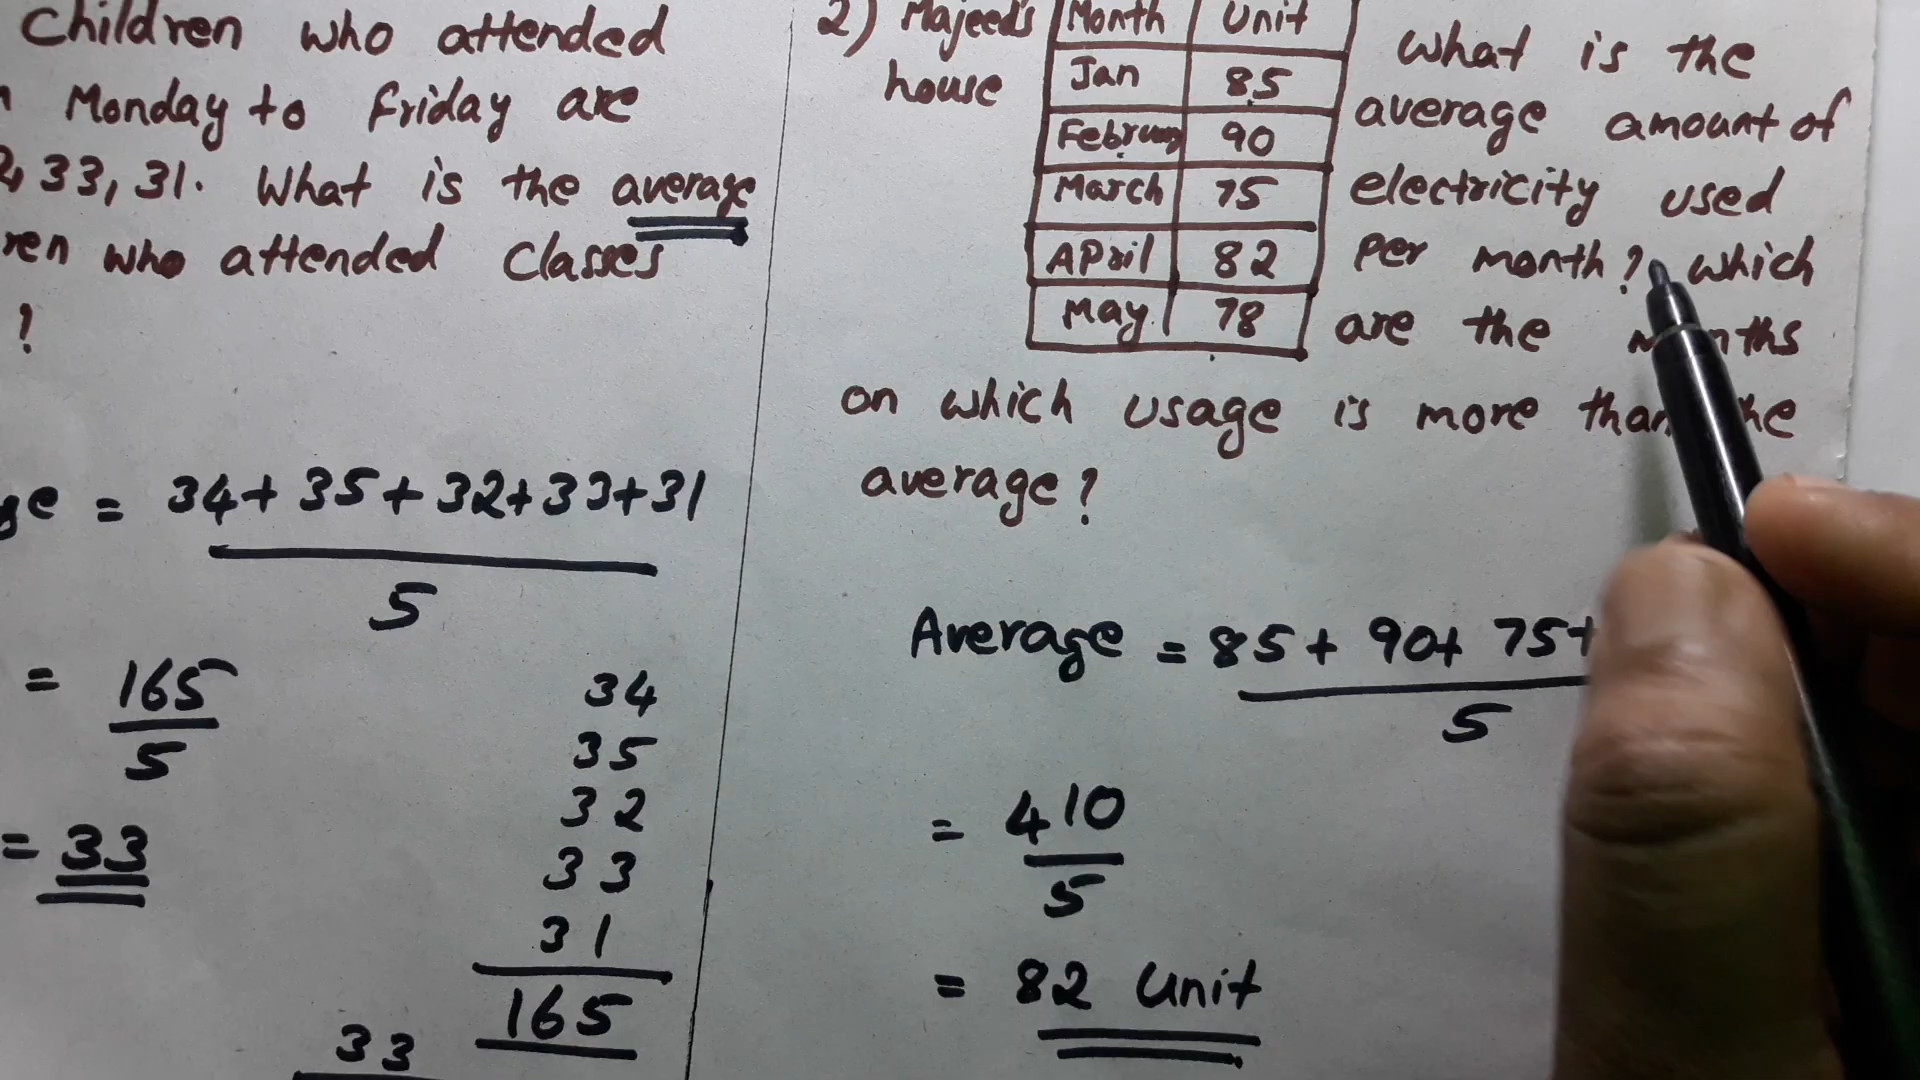 Children who attended
Monday to Friday are
33, 31. What is the average
who attended Classes
?
= 34+ 35 + 32+33+31
5
= 165
5
= 33
34
35
32
33
31
165
33
2) Majeed's
house
Month Unit
Jan 85
March 75
APril 82
May 78
What is the
average amount of
electricity used
Per month? which
are the
on which usage is more than
average?
Average = 85+ 90+ 75+
5
= 410
5
= 82 Unit